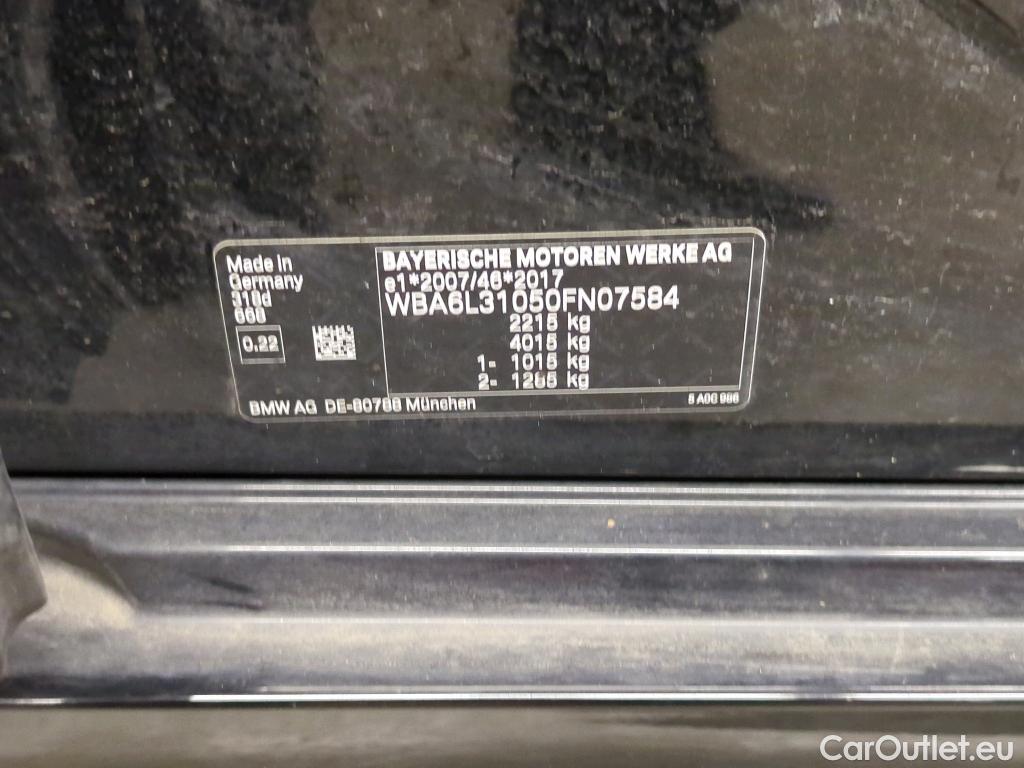 Made in
Germany
318d
668
0.22
BAYERISCHE MOTOREN WERKE AG
e1*2007/46*2017
WBA6L31050FN07584
2215 kg
4015 kg
1- 1015 kg
2- 1285 kg
BMW AG DE-80788 München
CarOutlet.eu